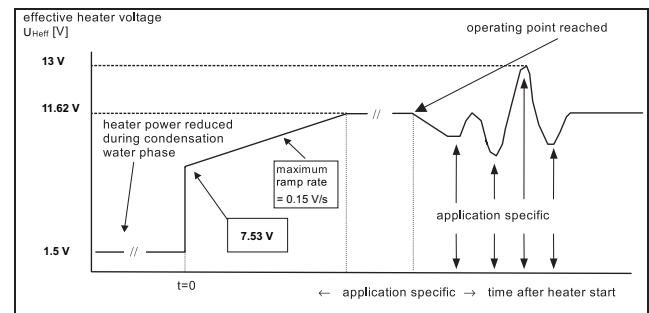 effective heater voltage
UHeff [V]
operating point reached
13 V
11.62 V
heater power reduced
during condensation
water phase
//
maximum
ramp rate
= 0.15 V/s
7.53 V
application specific
1.5 V
//
t=0
← application specific → time after heater start